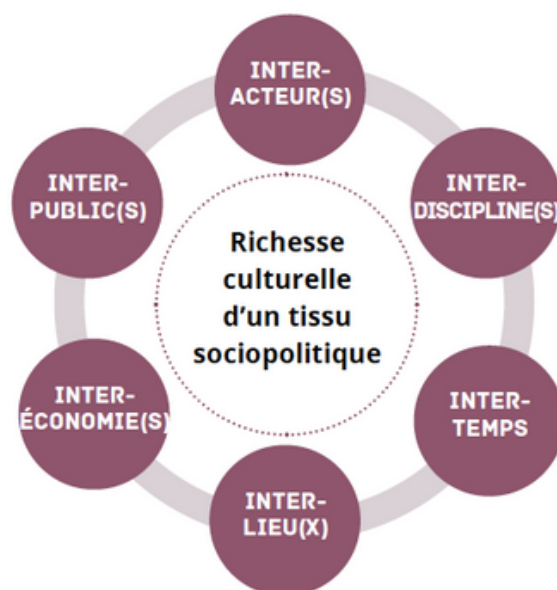 INTER-
ACTEUR(S)
INTER-
PUBLIC(S)
INTER-
DISCIPLINE(S)
Richesse
culturelle
d'un tissu
sociopolitique
INTER-
ÉCONOMIE(S)
INTER-
TEMPS
INTER-
LIEU(X)